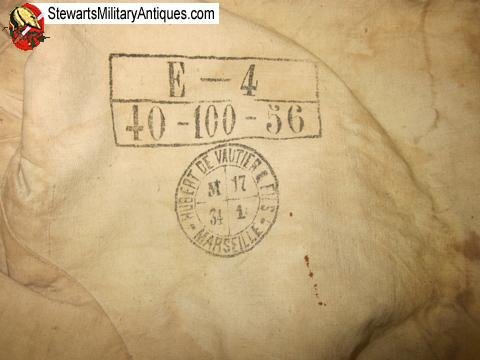 StewartsMilitaryAntiques.com
E — 4
40 - 100 - 56
HUBERT DE VAUTIER & FILS
M 17
34 1
- MARSEILLE -